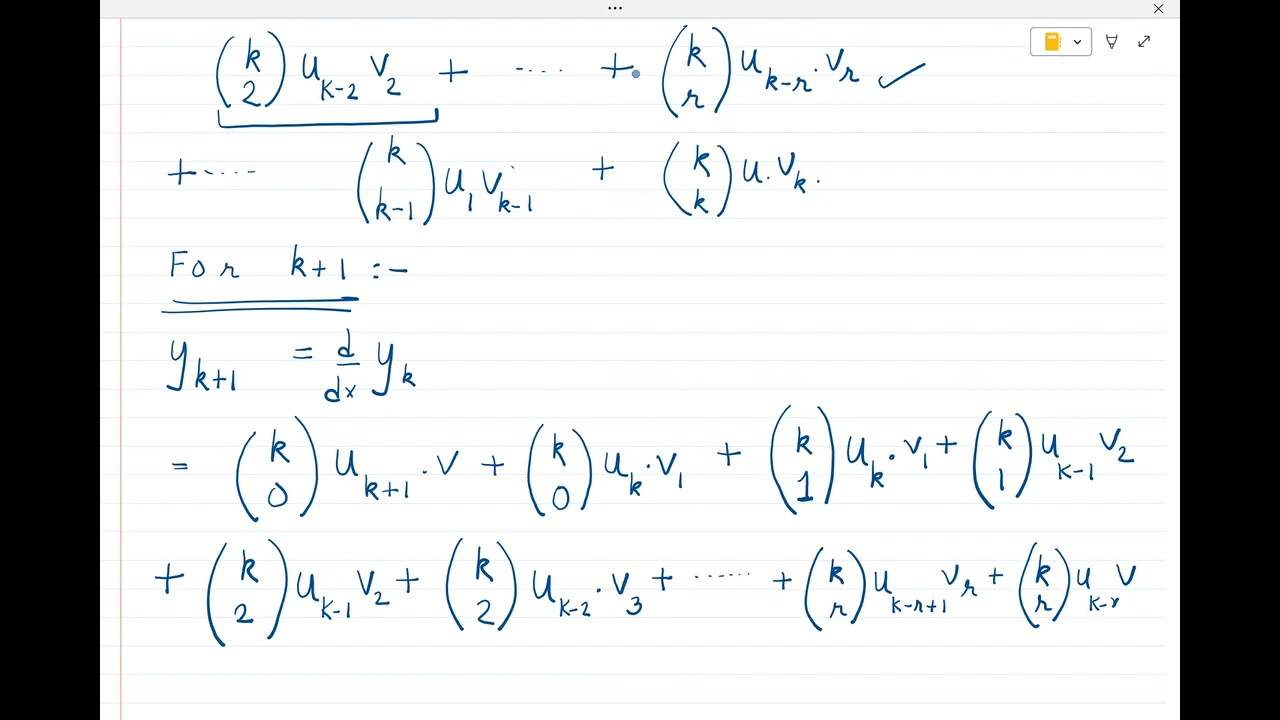 (k 2) u_{k-2} v_2 + .... + (k r) u_{k-r} . v_r ✓
+.... (k k-1) u_1 v_{k-1} + (k k) u . v_k .
For k+1 :-
y_{k+1} = d/dx y_k
= (k 0) u_{k+1} . v + (k 0) u_k . v_1 + (k 1) u_k . v_1 + (k 1) u_{k-1} v_2
+ (k 2) u_{k-1} v_2 + (k 2) u_{k-2} . v_3 + ...... + (k r) u_{k-r+1} v_r + (k r) u_{k-r} v